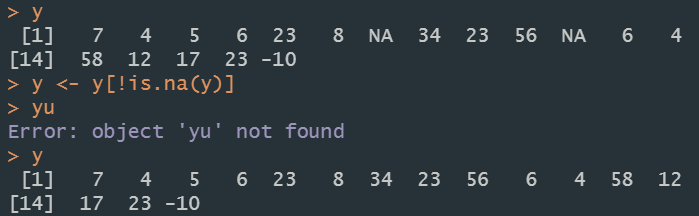 > y
 [1]   7   4   5   6  23   8  NA  34  23  56  NA   6   4
[14]  58  12  17  23 -10
> y <- y[!is.na(y)]
> yu
Error: object 'yu' not found
> y
 [1]   7   4   5   6  23   8  34  23  56   6   4  58  12
[14]  17  23 -10